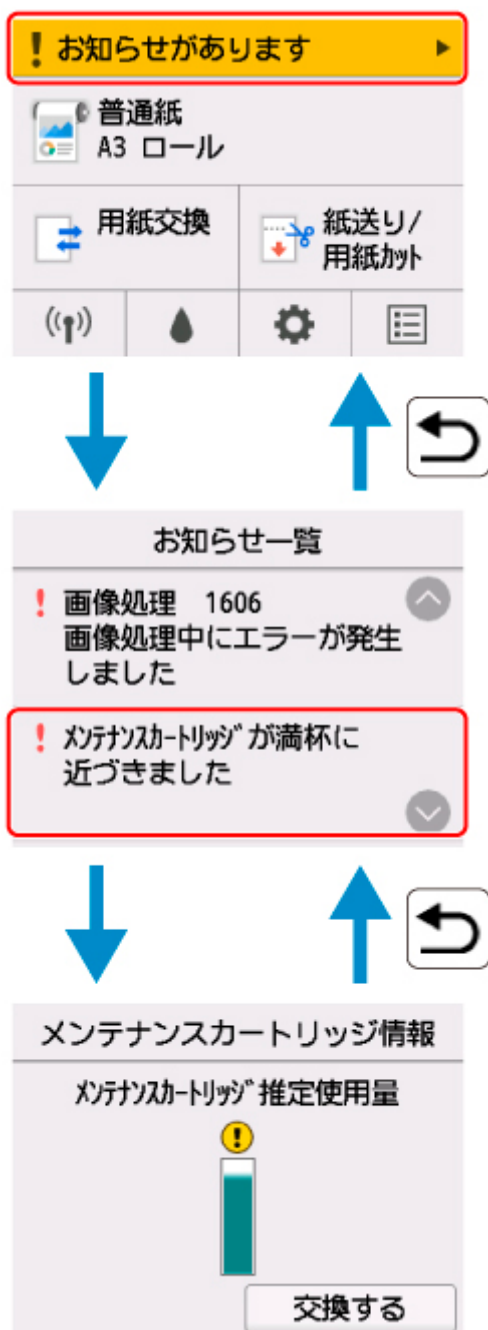 ! お知らせがあります
普通紙
A3 ロール
用紙交換
紙送り/
用紙ｶｯﾄ
お知らせ一覧
! 画像処理 1606
画像処理中にエラーが発生
しました
! ﾒﾝﾃﾅﾝｽｶｰﾄﾘｯｼﾞが満杯に
近づきました
メンテナンスカートリッジ情報
ﾒﾝﾃﾅﾝｽｶｰﾄﾘｯｼﾞ推定使用量
!
交換する